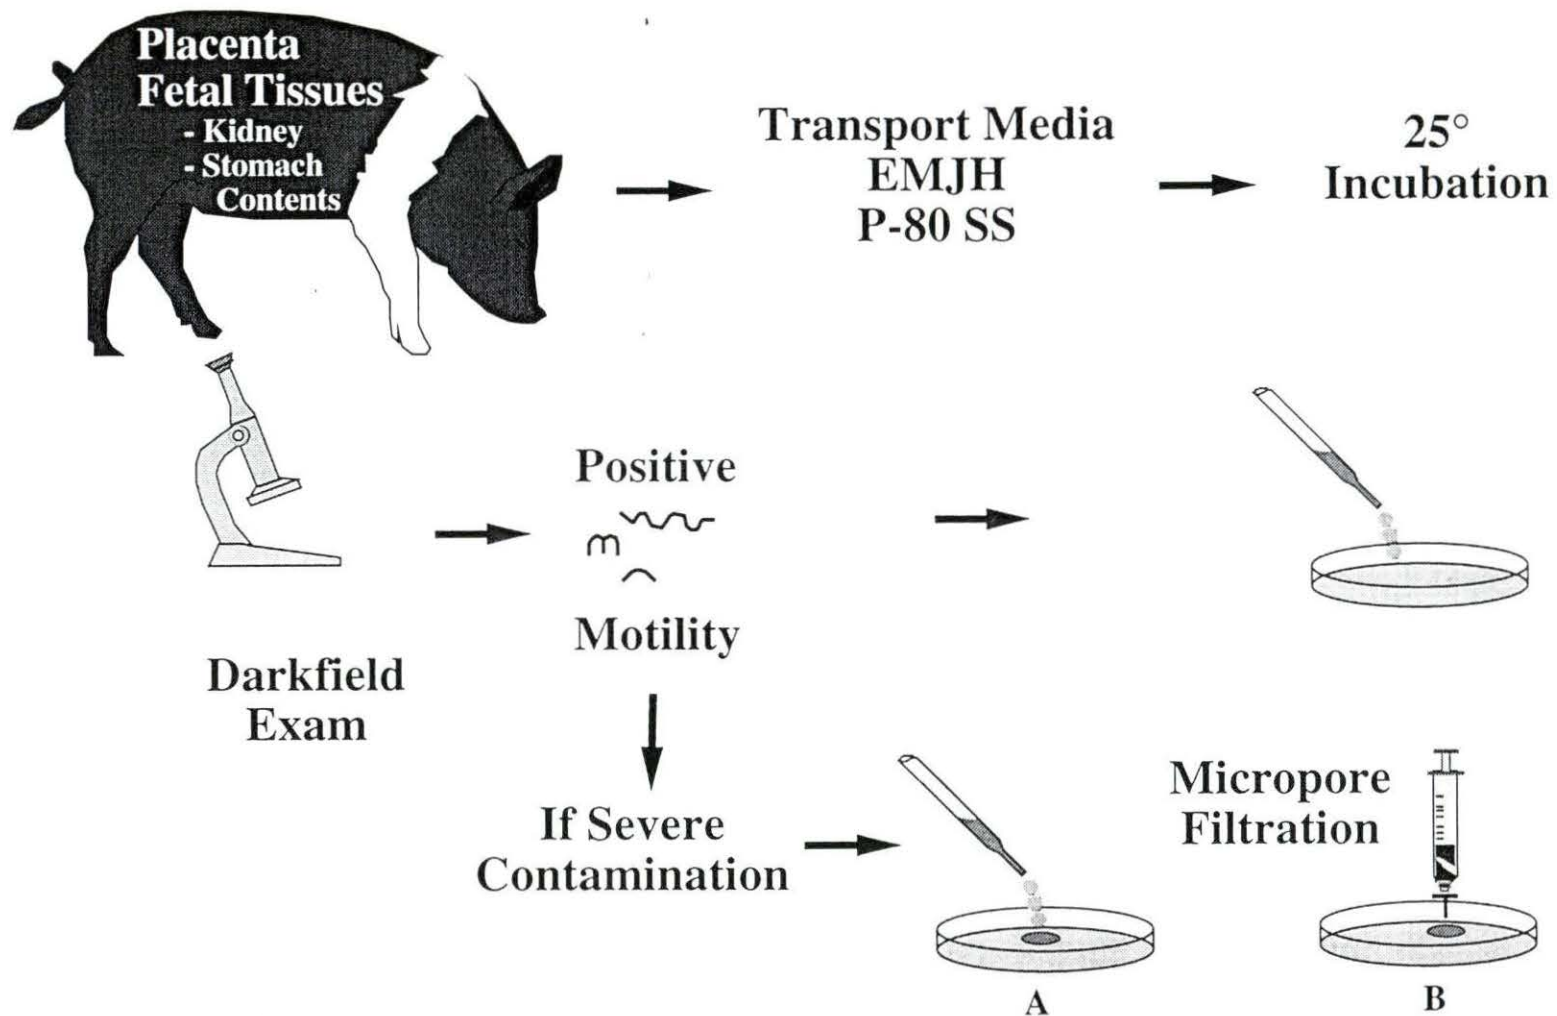 Placenta
Fetal Tissues
- Kidney
- Stomach
Contents
Transport Media
EMJH
P-80 SS
25°
Incubation
Darkfield
Exam
Positive
Motility
If Severe
Contamination
Micropore
Filtration
A
B